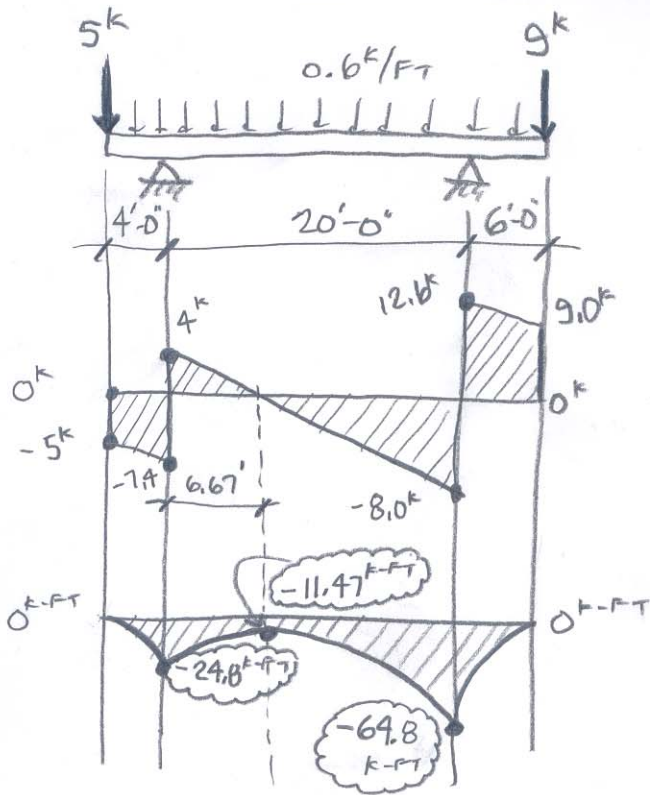 5ᵏ
9ᵏ
0.6ᵏ/FT
4'-0"
20'-0"
6'-0"
12.6ᵏ
9.0ᵏ
4ᵏ
0ᵏ
0ᵏ
-5ᵏ
-7.4
6.67'
-8.0ᵏ
-11.47ᵏ⁻ᶠᵀ
0ᵏ⁻ᶠᵀ
0ᵏ⁻ᶠᵀ
-24.8ᵏ⁻ᶠᵀ
-64.8
K-FT